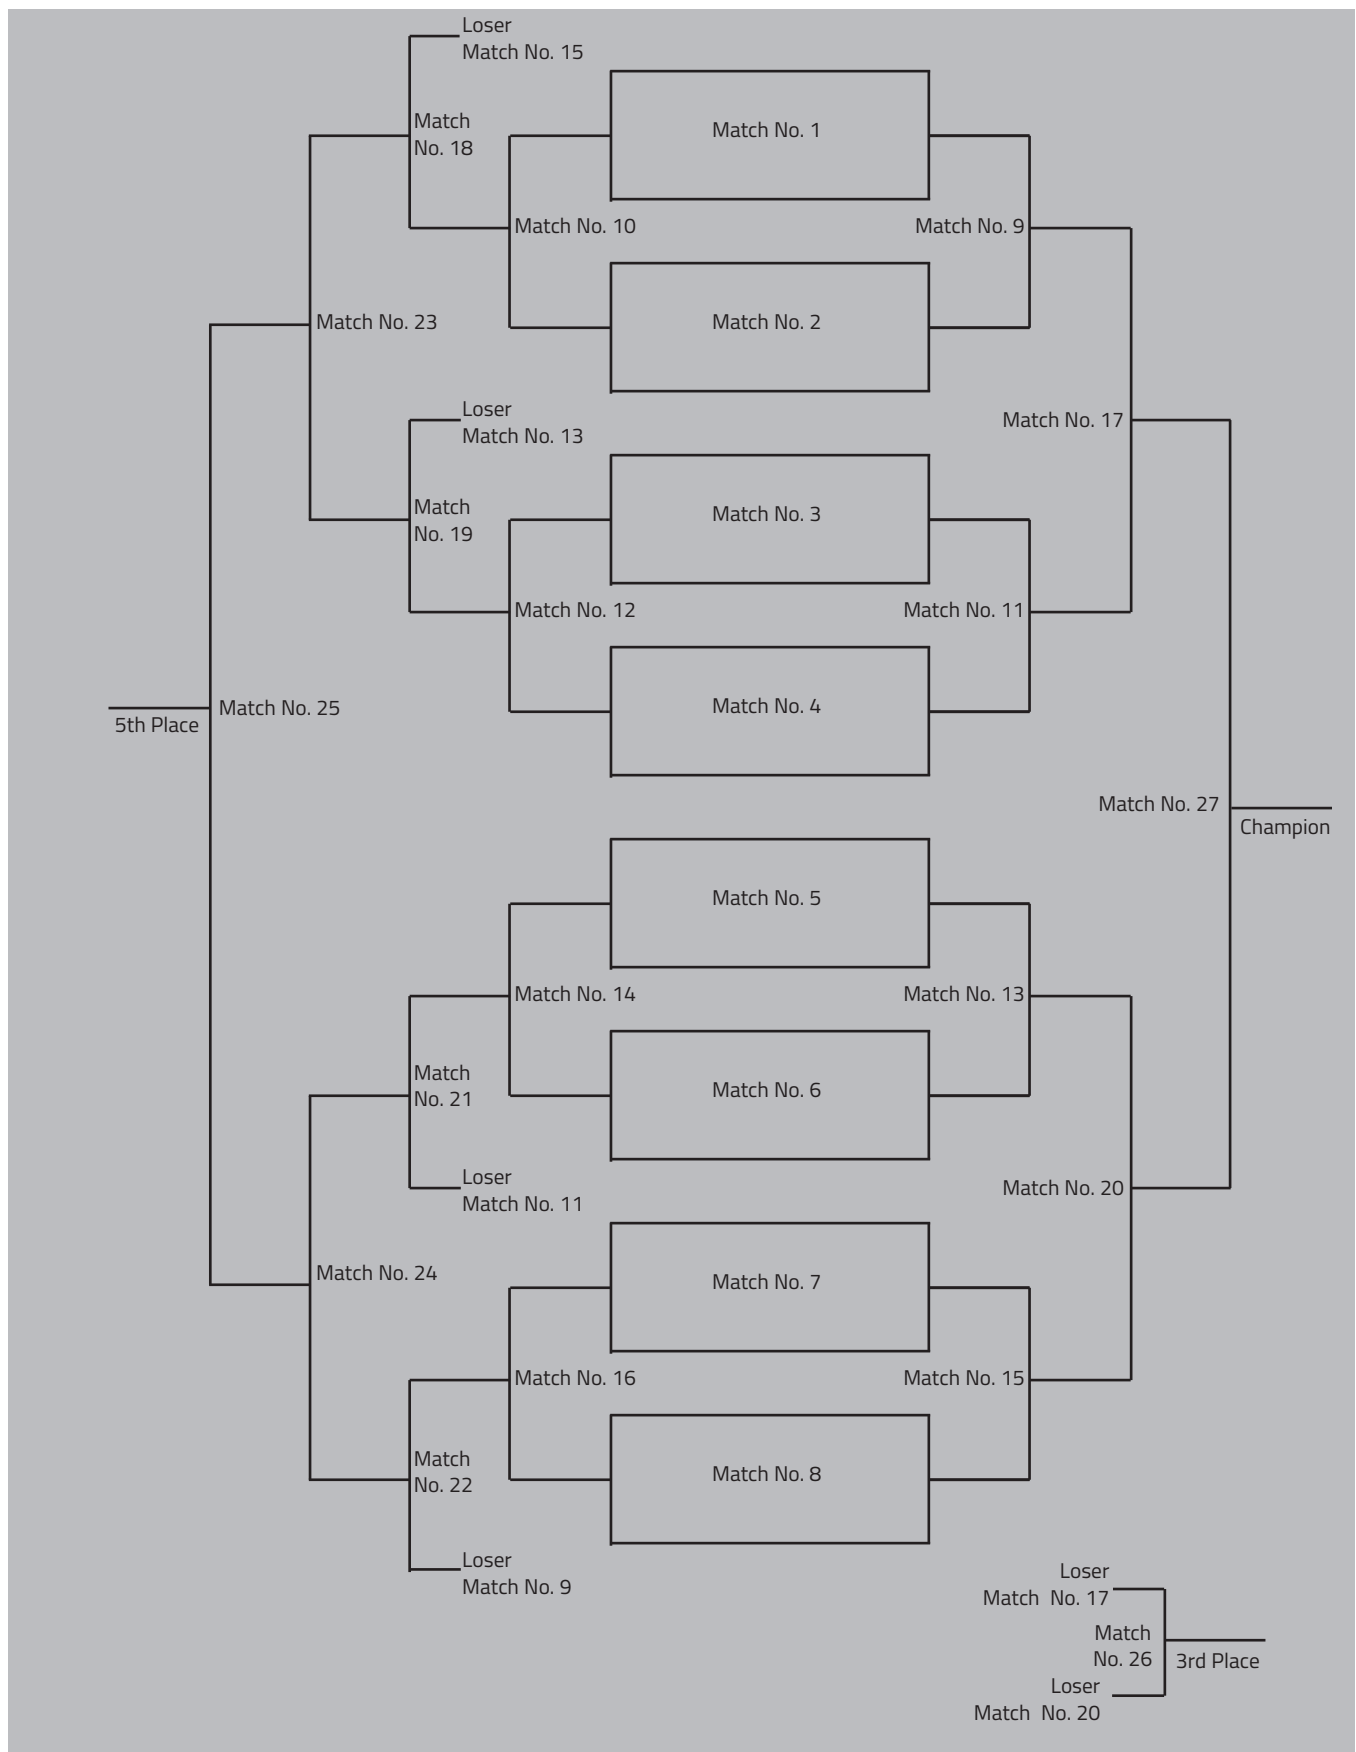 Loser
Match No. 15
Match No. 1
Match
No. 18
Match No. 10
Match No. 9
Match No. 23
Match No. 2
Loser
Match No. 13
Match No. 17
Match
No. 19
Match No. 3
Match No. 12
Match No. 11
Match No. 25
5th Place
Match No. 4
Match No. 27
Champion
Match No. 5
Match No. 14
Match No. 13
Match
No. 21
Match No. 6
Loser
Match No. 11
Match No. 20
Match No. 24
Match No. 7
Match No. 16
Match No. 15
Match
No. 22
Match No. 8
Loser
Match No. 9
Loser
Match  No. 17
Match
No. 26
3rd Place
Loser
Match  No. 20